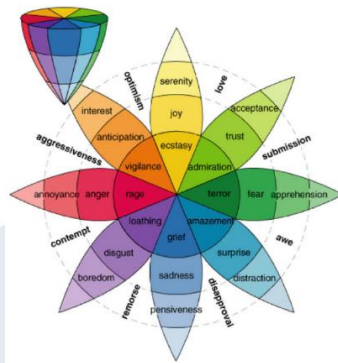 serenity
love
optimism
interest
joy
acceptance
anticipation
trust
aggressiveness
ecstasy
submission
vigilance
admiration
annoyance
anger
rage
terror
fear
apprehension
loathing
amazement
contempt
grief
awe
disgust
surprise
boredom
sadness
distraction
remorse
disapproval
pensiveness